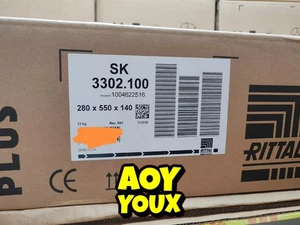 SK
3302.100
1004622516
280 x 550 x 140
PLUS
CE
RITTAL
AOY
YOUX